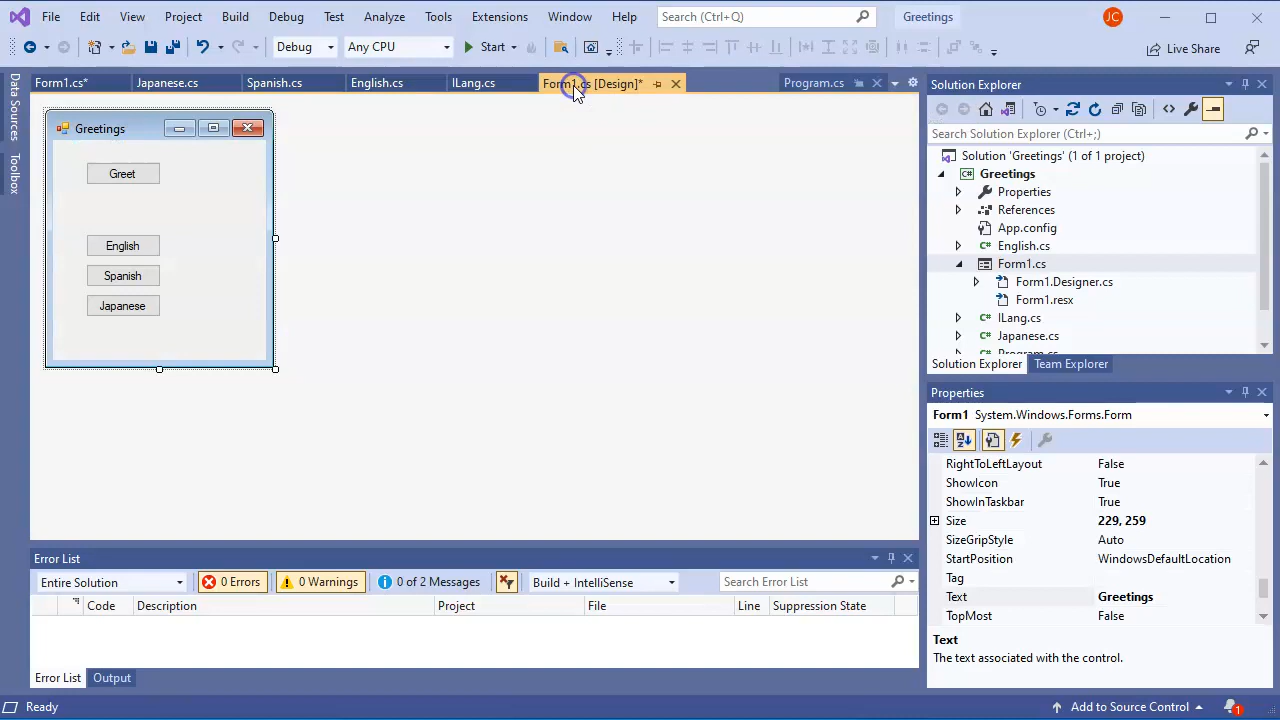 File Edit View Project Build Debug Test Analyze Tools Extensions Window Help Search (Ctrl+Q) Greetings JC
Debug Any CPU Start Live Share
Form1.cs* Japanese.cs Spanish.cs English.cs ILang.cs Form1.cs [Design]* Program.cs
Data Sources
Toolbox
Greetings
Greet
English
Spanish
Japanese
Solution Explorer
Search Solution Explorer (Ctrl+;)
Solution 'Greetings' (1 of 1 project)
C# Greetings
Properties
References
App.config
C# English.cs
Form1.cs
Form1.Designer.cs
Form1.resx
C# ILang.cs
C# Japanese.cs
C# Program.cs
Solution Explorer Team Explorer
Properties
Form1 System.Windows.Forms.Form
RightToLeftLayout False
ShowIcon True
ShowInTaskbar True
Size 229, 259
SizeGripStyle Auto
StartPosition WindowsDefaultLocation
Tag
Text Greetings
TopMost False
Text
The text associated with the control.
Error List
Entire Solution 0 Errors 0 Warnings 0 of 2 Messages Build + IntelliSense Search Error List
Code Description Project File Line Suppression State
Error List Output
Ready Add to Source Control 1